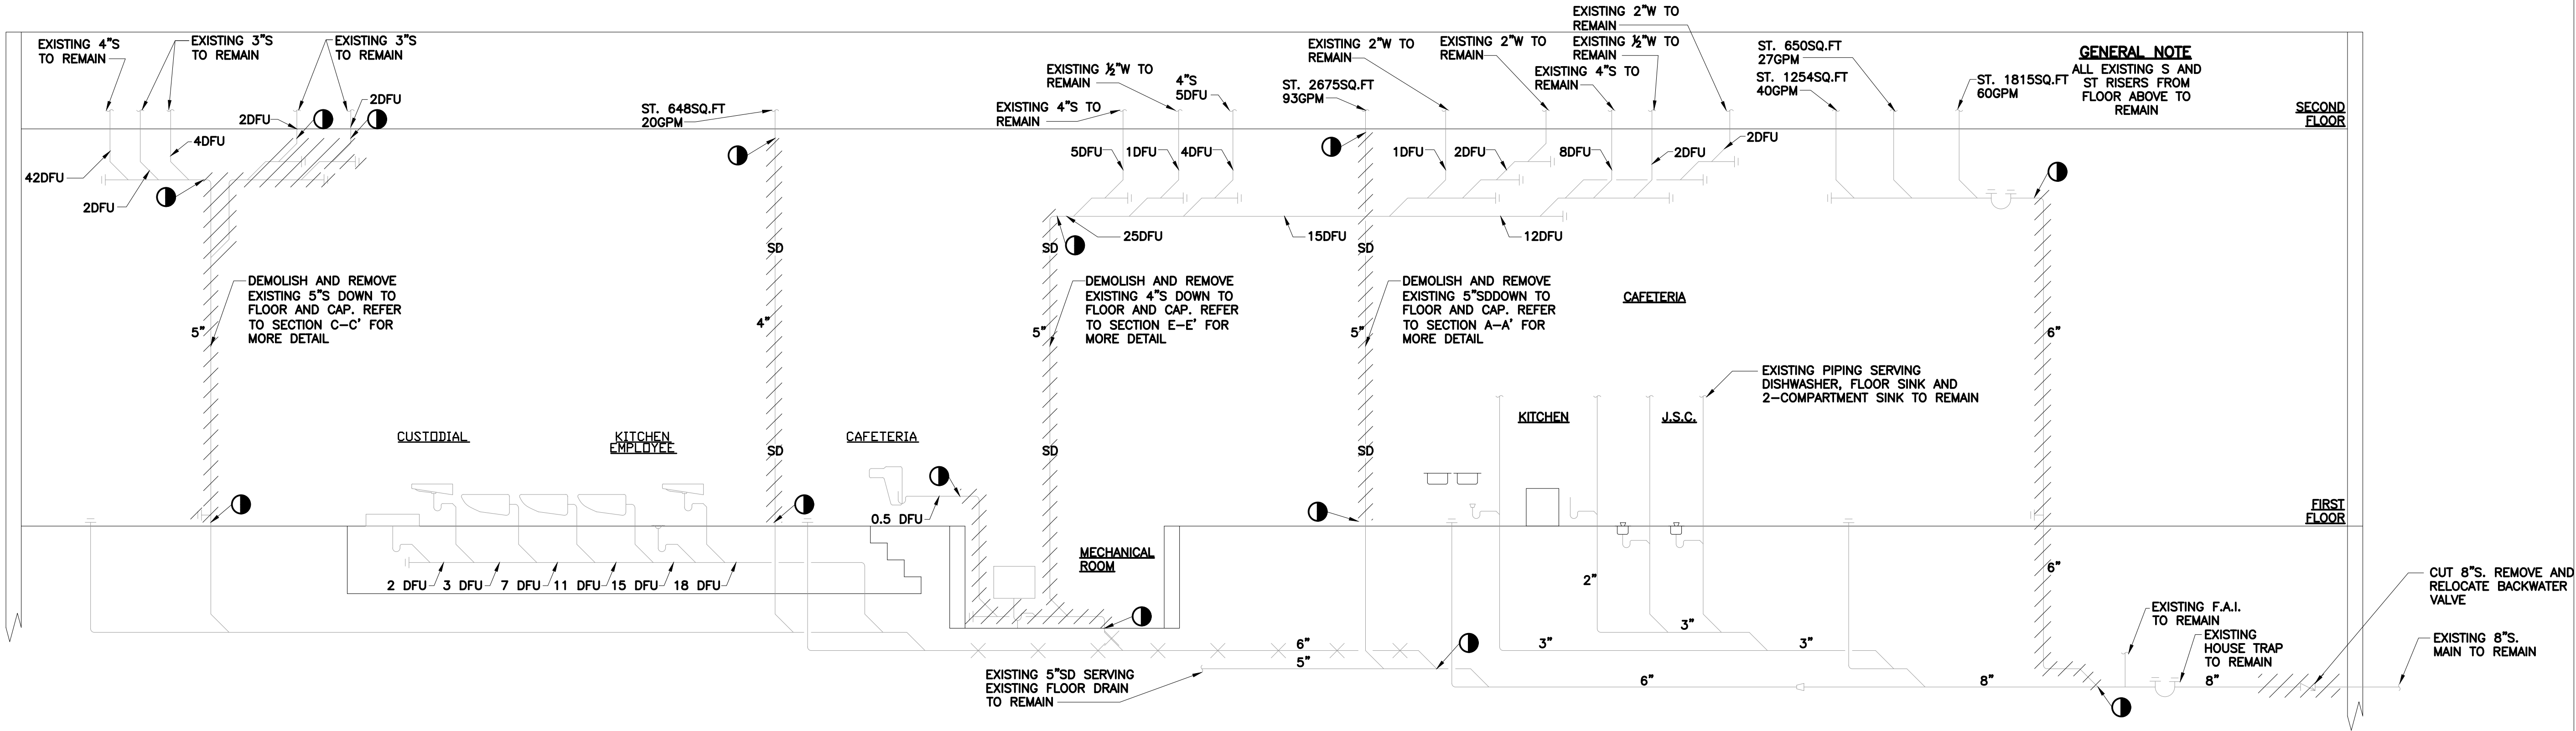 EXISTING 4"S
TO REMAIN
EXISTING 3"S
TO REMAIN
EXISTING 3"S
TO REMAIN
2DFU
2DFU
4DFU
42DFU
2DFU
ST. 648SQ.FT
20GPM
EXISTING 4"S TO
REMAIN
EXISTING ½"W TO
REMAIN
4"S
5DFU
ST. 2675SQ.FT
93GPM
EXISTING 2"W TO
REMAIN
EXISTING 2"W TO
REMAIN
EXISTING 2"W TO
REMAIN
EXISTING ½"W TO
REMAIN
EXISTING 4"S TO
REMAIN
ST. 650SQ.FT
27GPM
ST. 1254SQ.FT
40GPM
ST. 1815SQ.FT
60GPM
GENERAL NOTE
ALL EXISTING S AND
ST RISERS FROM
FLOOR ABOVE TO
REMAIN
SECOND
FLOOR
5DFU
1DFU
4DFU
1DFU
2DFU
8DFU
2DFU
2DFU
25DFU
15DFU
12DFU
SD
SD
SD
DEMOLISH AND REMOVE
EXISTING 5"S DOWN TO
FLOOR AND CAP. REFER
TO SECTION C-C' FOR
MORE DETAIL
DEMOLISH AND REMOVE
EXISTING 4"S DOWN TO
FLOOR AND CAP. REFER
TO SECTION E-E' FOR
MORE DETAIL
DEMOLISH AND REMOVE
EXISTING 5"SDDOWN TO
FLOOR AND CAP. REFER
TO SECTION A-A' FOR
MORE DETAIL
CAFETERIA
5"
4"
5"
5"
6"
EXISTING PIPING SERVING
DISHWASHER, FLOOR SINK AND
2-COMPARTMENT SINK TO REMAIN
KITCHEN
J.S.C.
CUSTODIAL
KITCHEN
EMPLOYEE
CAFETERIA
SD
SD
SD
0.5 DFU
FIRST
FLOOR
MECHANICAL
ROOM
2 DFU
3 DFU
7 DFU
11 DFU
15 DFU
18 DFU
2"
6"
3"
3"
3"
6"
5"
6"
8"
8"
EXISTING 5"SD SERVING
EXISTING FLOOR DRAIN
TO REMAIN
EXISTING F.A.I.
TO REMAIN
EXISTING
HOUSE TRAP
TO REMAIN
CUT 8"S. REMOVE AND
RELOCATE BACKWATER
VALVE
EXISTING 8"S.
MAIN TO REMAIN